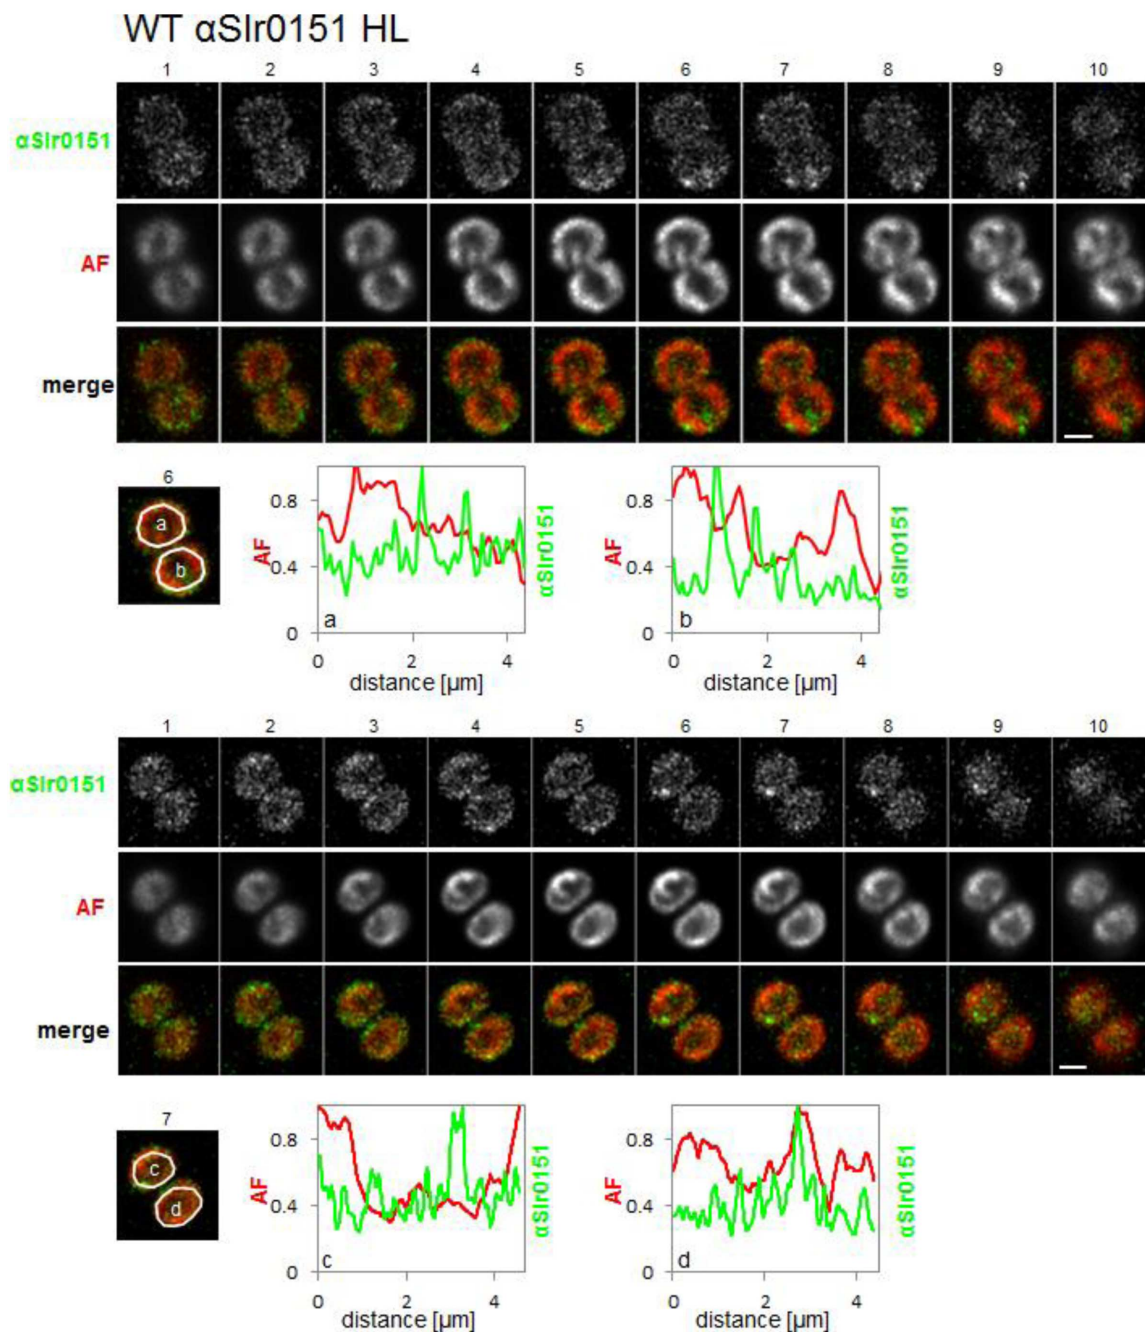 WT αSlr0151 HL
1 2 3 4 5 6 7 8 9 10
αSlr0151
AF
merge
6
a
b
0.8
0.4
0
AF
αSlr0151
a
0 2 4
distance [µm]
0.8
0.4
0
AF
αSlr0151
b
0 2 4
distance [µm]
1 2 3 4 5 6 7 8 9 10
αSlr0151
AF
merge
7
c
d
0.8
0.4
0
AF
αSlr0151
c
0 2 4
distance [µm]
0.8
0.4
0
AF
αSlr0151
d
0 2 4
distance [µm]